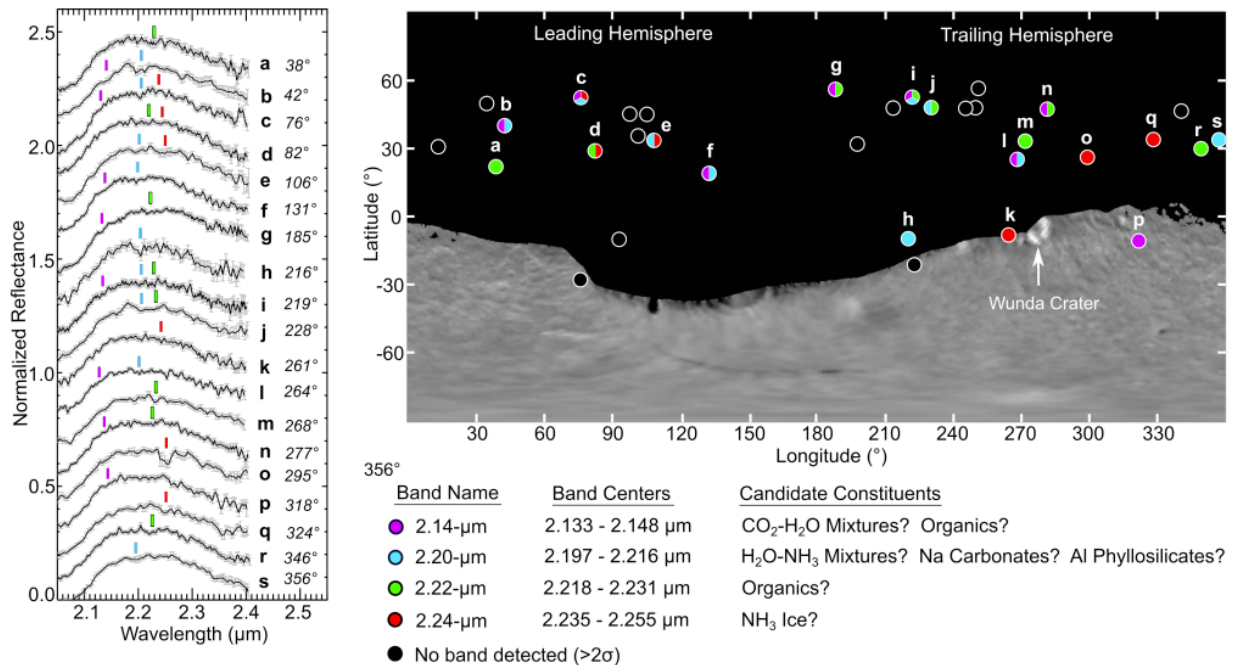 2.5
2.0
1.5
1.0
0.5
0.0
Normalized Reflectance
2.1 2.2 2.3 2.4 2.5
Wavelength (μm)
a 38°
b 42°
c 76°
d 82°
e 106°
f 131°
g 185°
h 216°
i 219°
j 228°
k 261°
l 264°
m 268°
n 277°
o 295°
p 318°
q 324°
r 346°
s 356°
Leading Hemisphere Trailing Hemisphere
60
30
0
-30
-60
Latitude (°)
a
b
c
d
e
f
g
h
i
j
k
l
m
n
o
p
q
r
s
Wunda Crater
30 60 90 120 150 180 210 240 270 300 330
Longitude (°)
356°
Band Name Band Centers Candidate Constituents
2.14-μm 2.133 - 2.148 μm CO₂-H₂O Mixtures? Organics?
2.20-μm 2.197 - 2.216 μm H₂O-NH₃ Mixtures? Na Carbonates? Al Phyllosilicates?
2.22-μm 2.218 - 2.231 μm Organics?
2.24-μm 2.235 - 2.255 μm NH₃ Ice?
No band detected (>2σ)